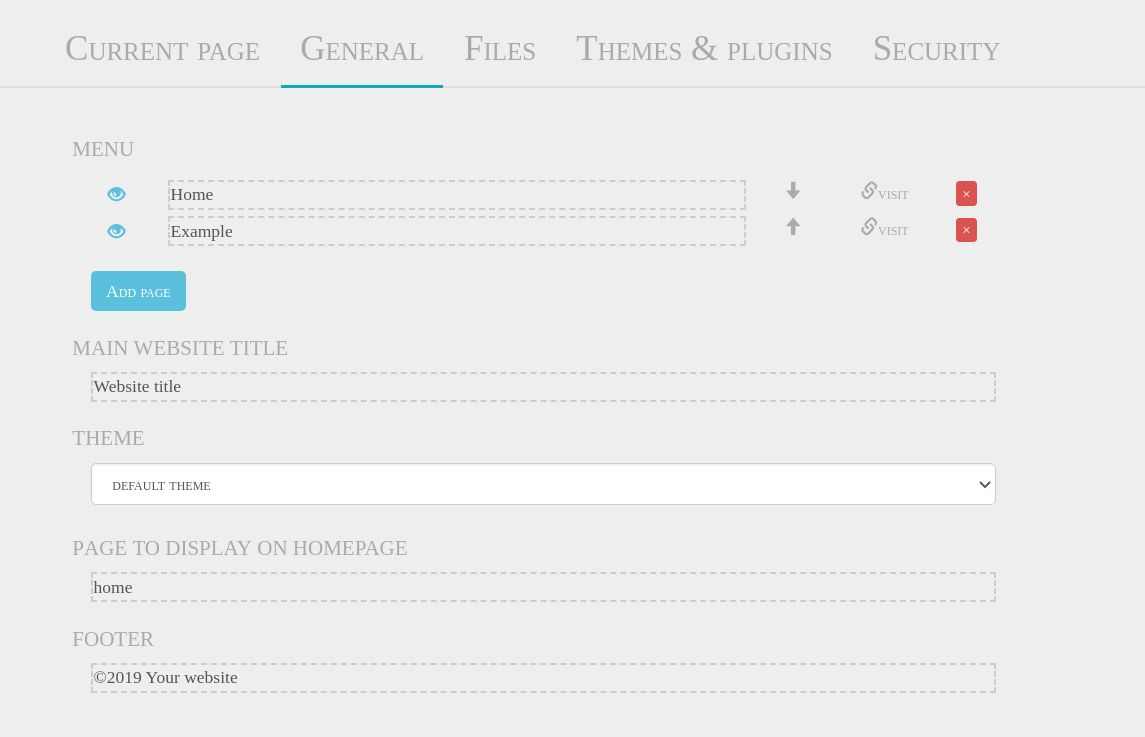 Current page General Files Themes & plugins Security
MENU
Home visit ×
Example visit ×
Add page
MAIN WEBSITE TITLE
Website title
THEME
default theme
PAGE TO DISPLAY ON HOMEPAGE
home
FOOTER
©2019 Your website